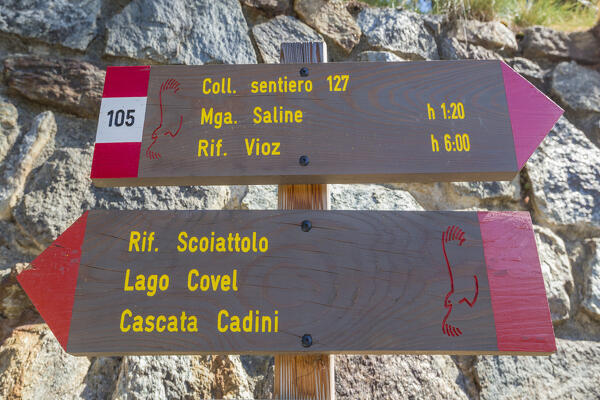 105
Coll. sentiero 127
Mga. Saline h 1:20
Rif. Vioz h 6:00
Rif. Scoiattolo
Lago Covel
Cascata Cadini